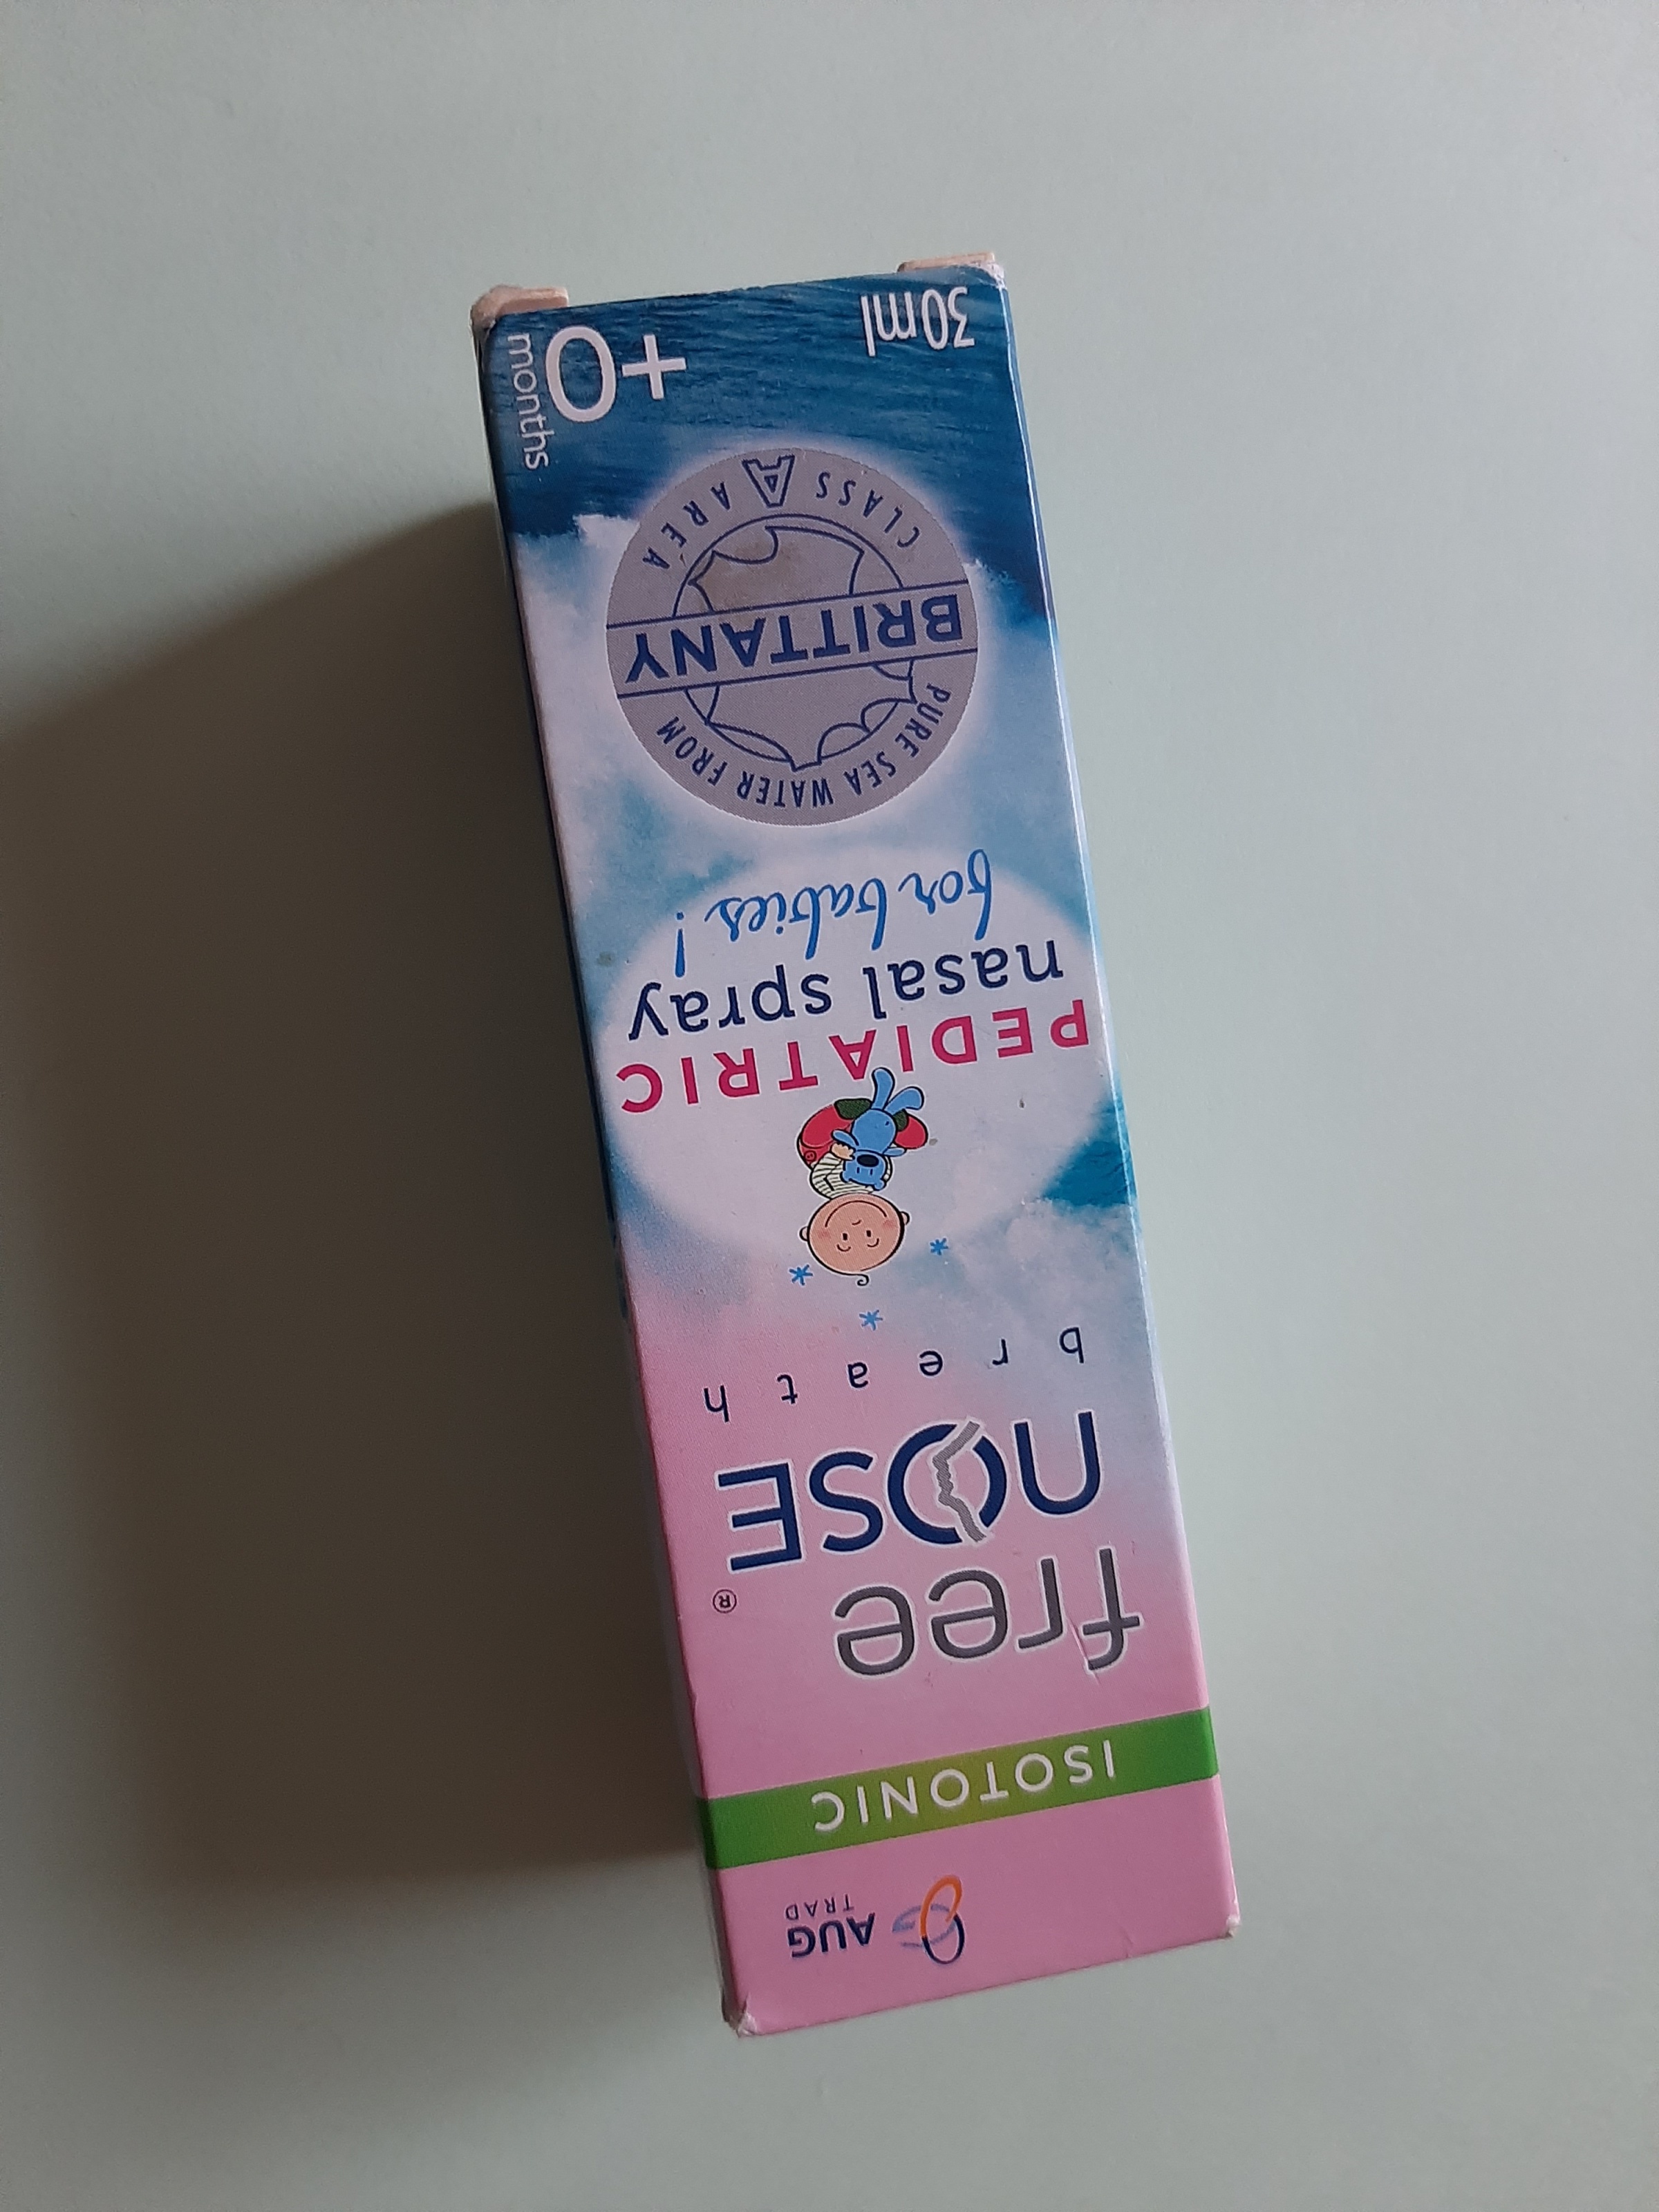 AUG
TRAD
ISOTONIC
free
nOSE®
breath
PEDIATRIC
nasal spray
for babies!
PURE SEA WATER FROM
BRITTANY
CLASS A AREA
30ml
+0
months